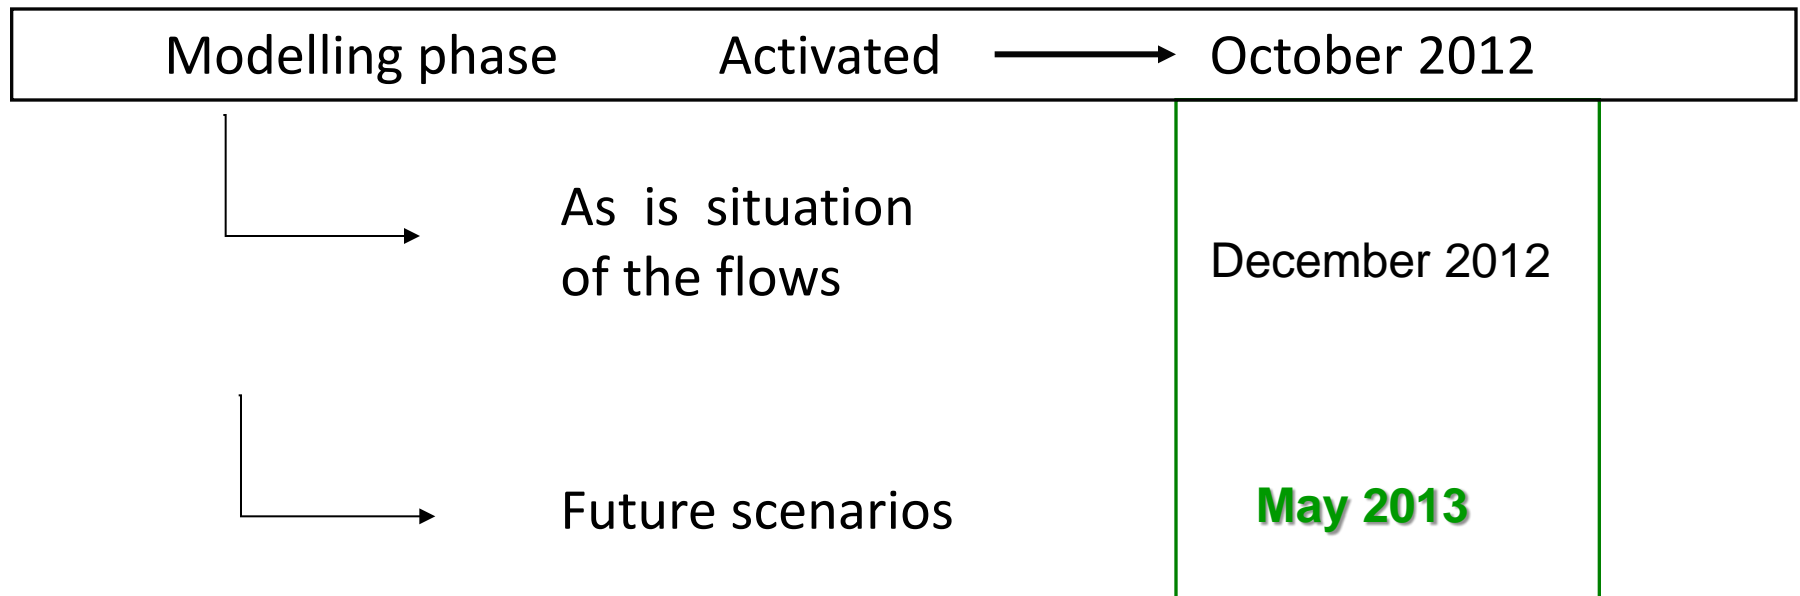 Modelling phase Activated October 2012
As is situation
of the flows
December 2012
Future scenarios May 2013